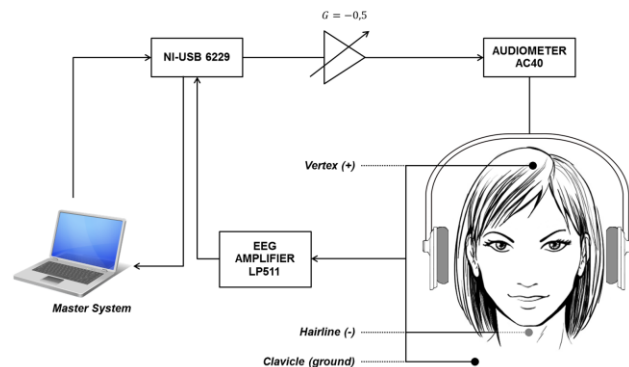 G = −0,5
NI-USB 6229
AUDIOMETER
AC40
Vertex (+)
EEG
AMPLIFIER
LP511
Master System
Hairline (-)
Clavicle (ground)